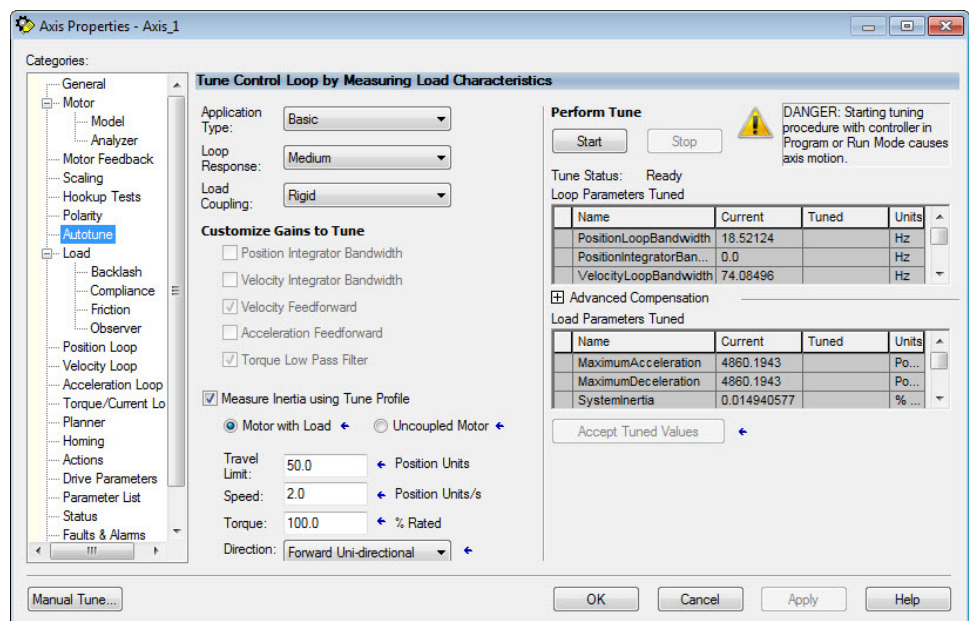 Axis Properties - Axis_1
Categories:
General
Motor
Model
Analyzer
Motor Feedback
Scaling
Hookup Tests
Polarity
Autotune
Load
Backlash
Compliance
Friction
Observer
Position Loop
Velocity Loop
Acceleration Loop
Torque/Current Lo
Planner
Homing
Actions
Drive Parameters
Parameter List
Status
Faults & Alarms
Tune Control Loop by Measuring Load Characteristics
Application
Type:
Basic
Loop
Response:
Medium
Load
Coupling:
Rigid
Customize Gains to Tune
Position Integrator Bandwidth
Velocity Integrator Bandwidth
Velocity Feedforward
Acceleration Feedforward
Torque Low Pass Filter
Measure Inertia using Tune Profile
Motor with Load
Uncoupled Motor
Travel
Limit:
50.0
Position Units
Speed:
2.0
Position Units/s
Torque:
100.0
% Rated
Direction:
Forward Uni-directional
Perform Tune
Start
Stop
DANGER: Starting tuning
procedure with controller in
Program or Run Mode causes
axis motion.
Tune Status: Ready
Loop Parameters Tuned
Name Current Tuned Units
PositionLoopBandwidth 18.52124 Hz
PositionIntegratorBan... 0.0 Hz
VelocityLoopBandwidth 74.08496 Hz
Advanced Compensation
Load Parameters Tuned
Name Current Tuned Units
MaximumAcceleration 4860.1943 Po...
MaximumDeceleration 4860.1943 Po...
SystemInertia 0.014940577 % ...
Accept Tuned Values
Manual Tune...
OK
Cancel
Apply
Help